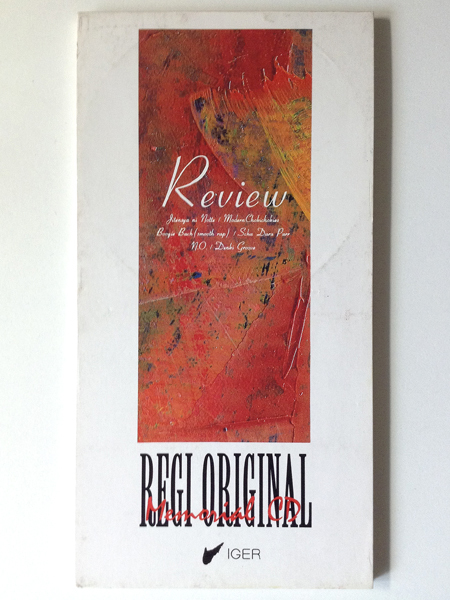 Review
Jitensya ni Notte / Modern Chokochokies
Boogie Back (smooth rap) / Scha Dara Parr
N.O. / Denki Groove
REGI ORIGINAL
Memorial CD
IGER